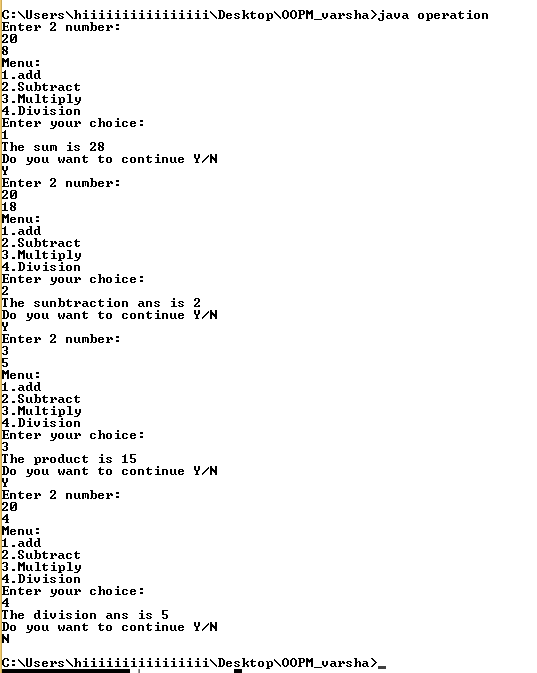 C:\Users\hiiiiiiiiiiiiiiii\Desktop\OOPM_varsha>java operation
Enter 2 number:
20
8
Menu:
1.add
2.Subtract
3.Multiply
4.Division
Enter your choice:
1
The sum is 28
Do you want to continue Y/N
Y
Enter 2 number:
20
18
Menu:
1.add
2.Subtract
3.Multiply
4.Division
Enter your choice:
2
The sunbtraction ans is 2
Do you want to continue Y/N
Y
Enter 2 number:
3
5
Menu:
1.add
2.Subtract
3.Multiply
4.Division
Enter your choice:
3
The product is 15
Do you want to continue Y/N
Y
Enter 2 number:
20
4
Menu:
1.add
2.Subtract
3.Multiply
4.Division
Enter your choice:
4
The division ans is 5
Do you want to continue Y/N
N
C:\Users\hiiiiiiiiiiiiiiii\Desktop\OOPM_varsha>_